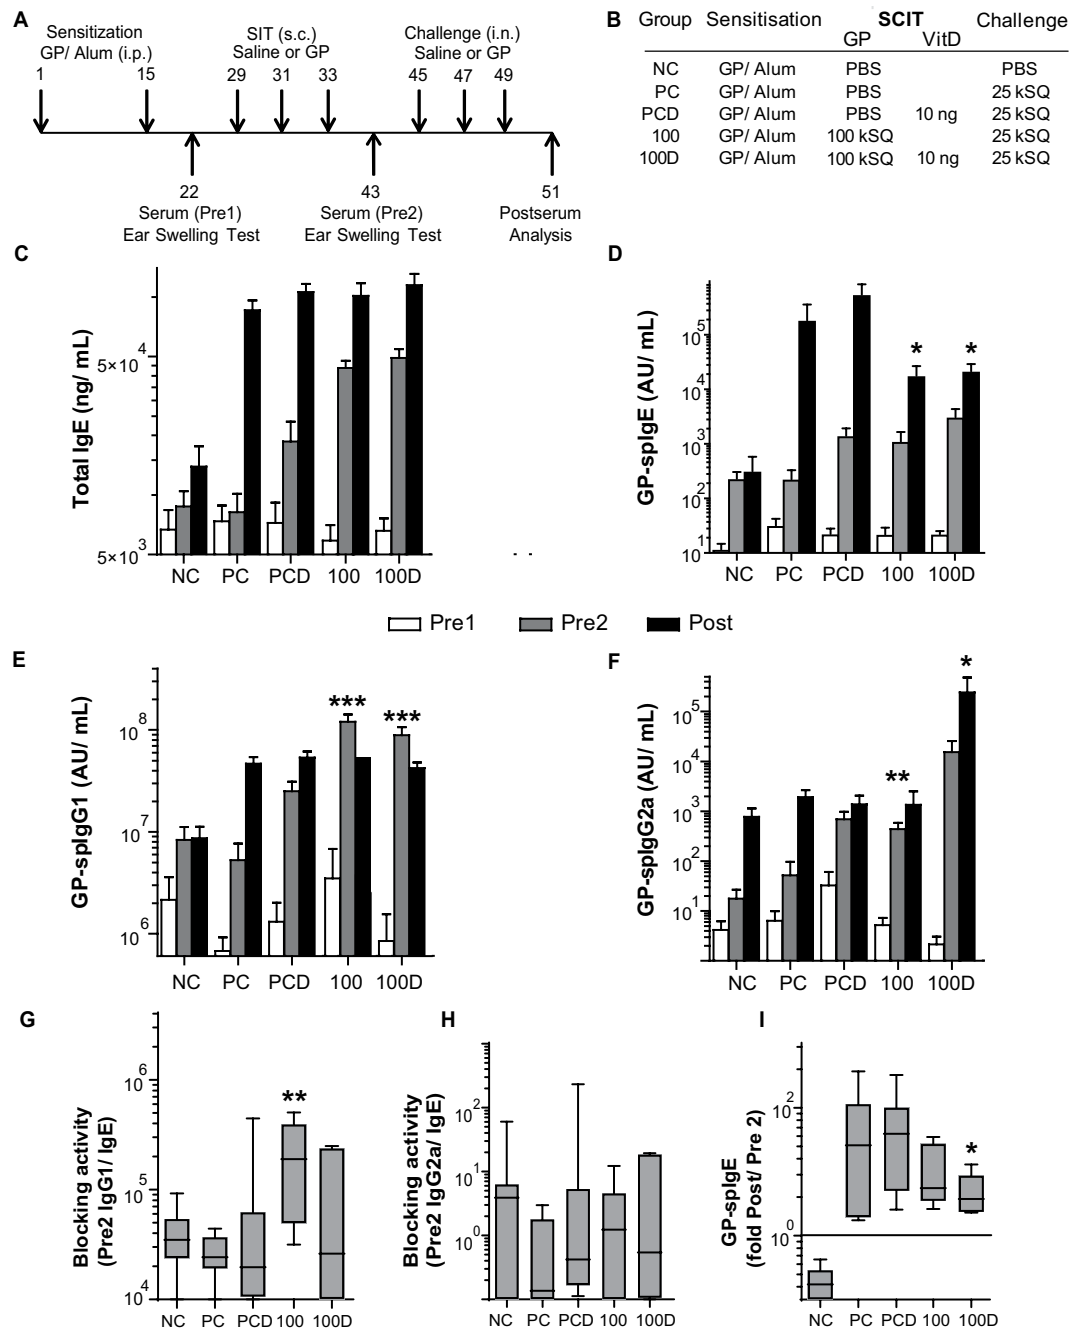 A
Sensitization
GP/ Alum (i.p.)
SIT (s.c.)
Saline or GP
Challenge (i.n.)
Saline or GP
1 15 29 31 33 45 47 49
22 43 51
Serum (Pre1)
Ear Swelling Test
Serum (Pre2)
Ear Swelling Test
Postserum
Analysis
B
Group Sensitisation SCIT Challenge
GP VitD
NC GP/ Alum PBS PBS
PC GP/ Alum PBS 25 kSQ
PCD GP/ Alum PBS 10 ng 25 kSQ
100 GP/ Alum 100 kSQ 25 kSQ
100D GP/ Alum 100 kSQ 10 ng 25 kSQ
C
Total IgE (ng/ mL)
5×10⁴
5×10³
NC PC PCD 100 100D
D
GP-spIgE (AU/ mL)
10⁵
10⁴
10³
10²
10¹
* *
NC PC PCD 100 100D
Pre1 Pre2 Post
E
GP-spIgG1 (AU/ mL)
10⁸
10⁷
10⁶
*** ***
NC PC PCD 100 100D
F
GP-spIgG2a (AU/ mL)
10⁵
10⁴
10³
10²
10¹
** *
NC PC PCD 100 100D
G
Blocking activity
(Pre2 IgG1/ IgE)
10⁶
10⁵
10⁴
**
NC PC PCD 100 100D
H
Blocking activity
(Pre2 IgG2a/ IgE)
10²
10¹
10⁰
NC PC PCD 100 100D
I
GP-spIgE
(fold Post/ Pre 2)
10²
10⁰
*
NC PC PCD 100 100D